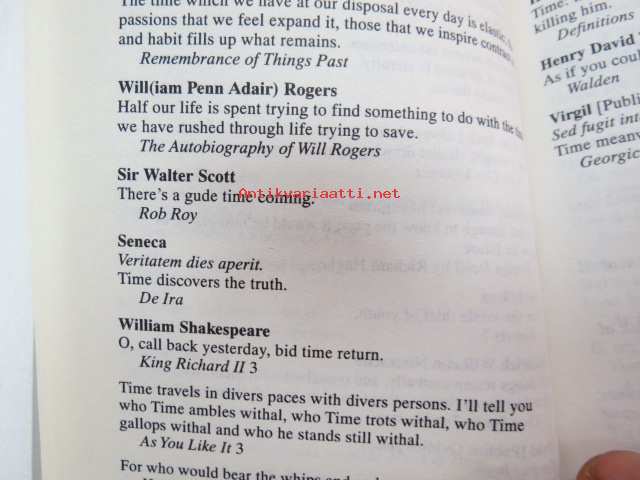 The time which we have at our disposal every day is elastic;
passions that we feel expand it, those that we inspire contract
and habit fills up what remains.
Remembrance of Things Past
Will(iam Penn Adair) Rogers
Half our life is spent trying to find something to do with the time
we have rushed through life trying to save.
The Autobiography of Will Rogers
Sir Walter Scott
There's a gude time coming.
Rob Roy
Seneca
Veritatem dies aperit.
Time discovers the truth.
De Ira
William Shakespeare
O, call back yesterday, bid time return.
King Richard II 3
Time travels in divers paces with divers persons. I'll tell you
who Time ambles withal, who Time trots withal, who Time
gallops withal and who he stands still withal.
As You Like It 3
For who would bear the whips and
Time:
killing him.
Definitions
Henry David
As if you coul
Walden
Virgil [Publi
Sed fugit int
Time meanw
Georgic
Antikvariaatti.net